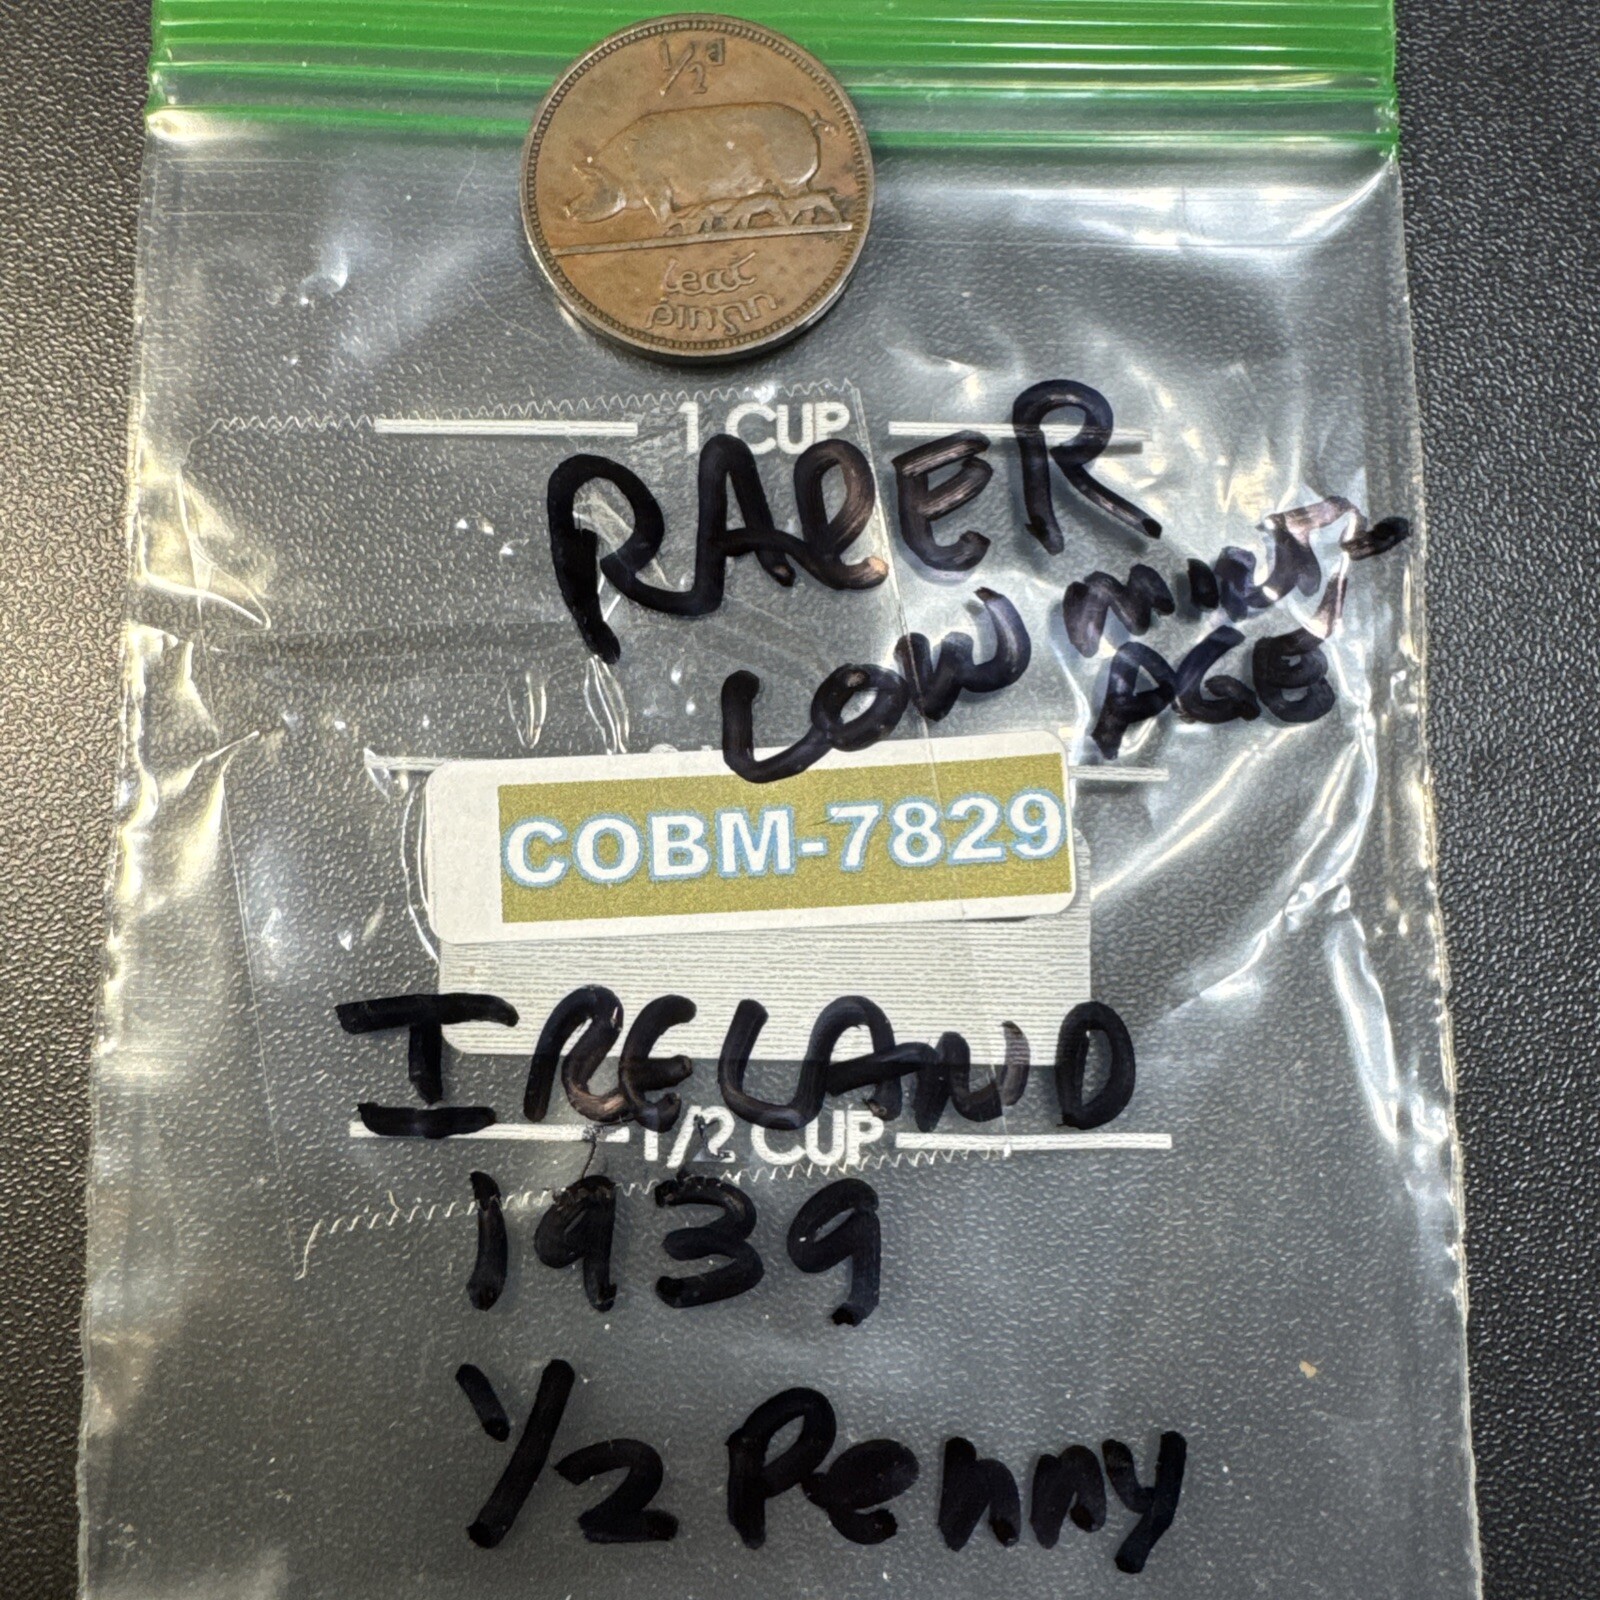 ½d
leat
pinġin
1 CUP
RARER
LOW MINT-
AGE
COBM-7829
IRELAND
1/2 CUP
1939
1/2 Penny